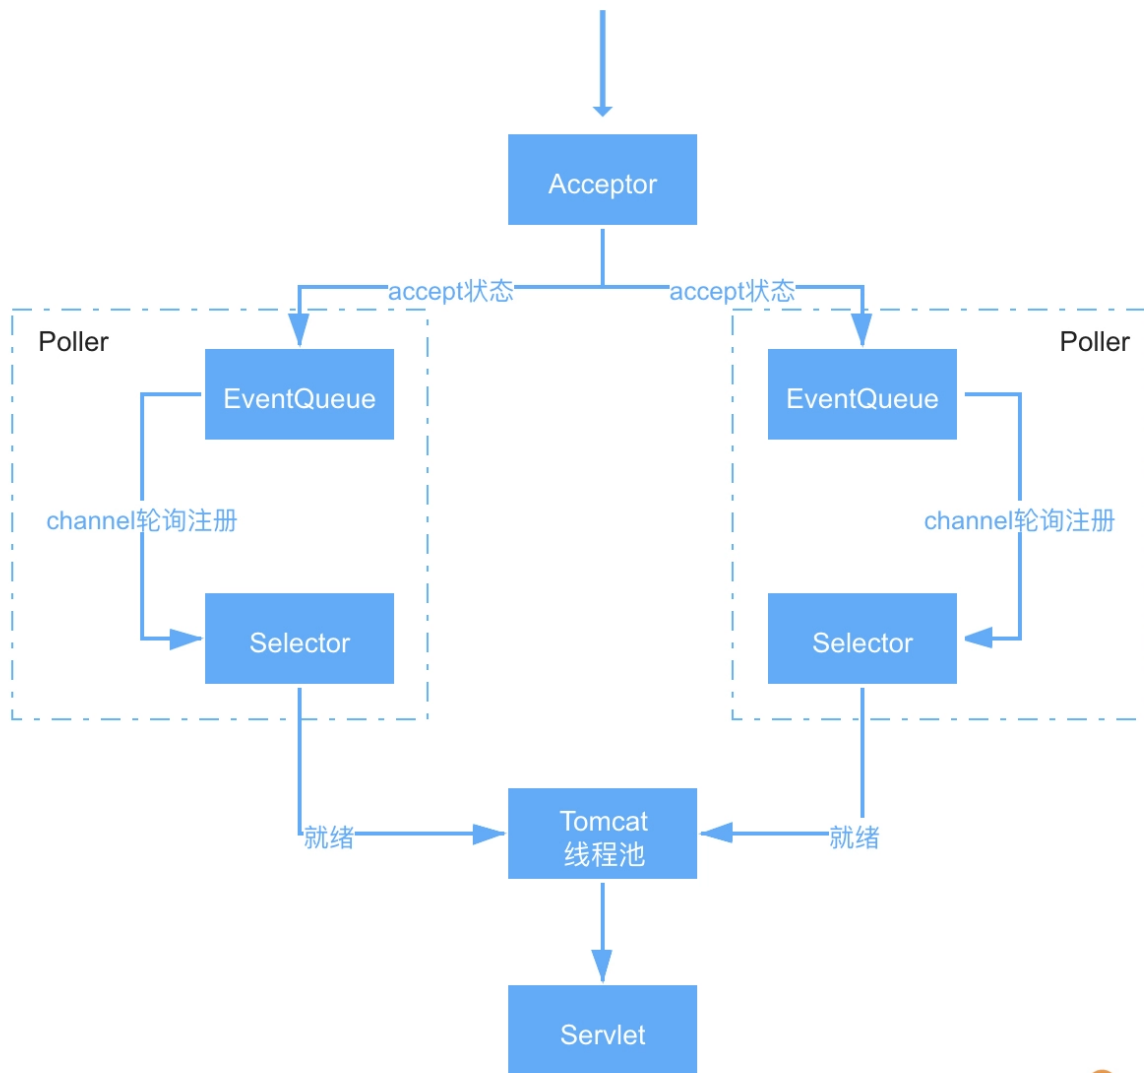 Acceptor
accept状态
accept状态
Poller
Poller
EventQueue
EventQueue
channel轮询注册
channel轮询注册
Selector
Selector
Tomcat
线程池
就绪
就绪
Servlet